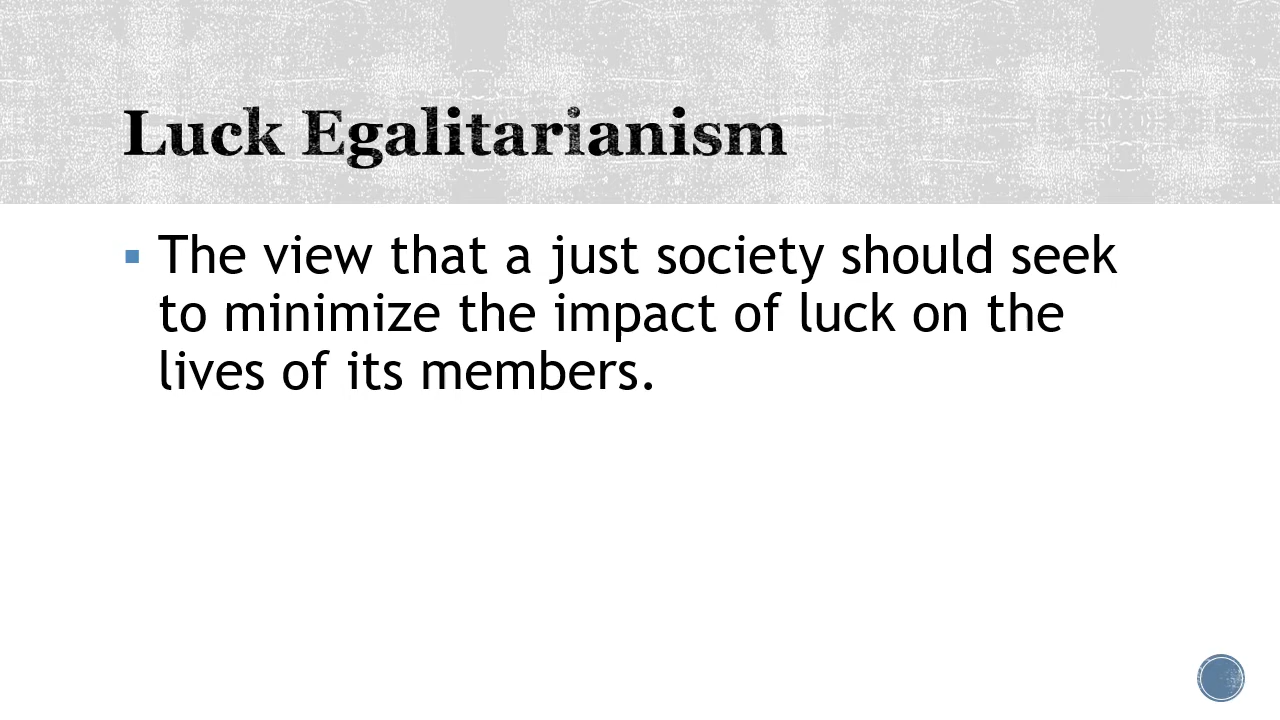 Luck Egalitarianism
▪ The view that a just society should seek
to minimize the impact of luck on the
lives of its members.